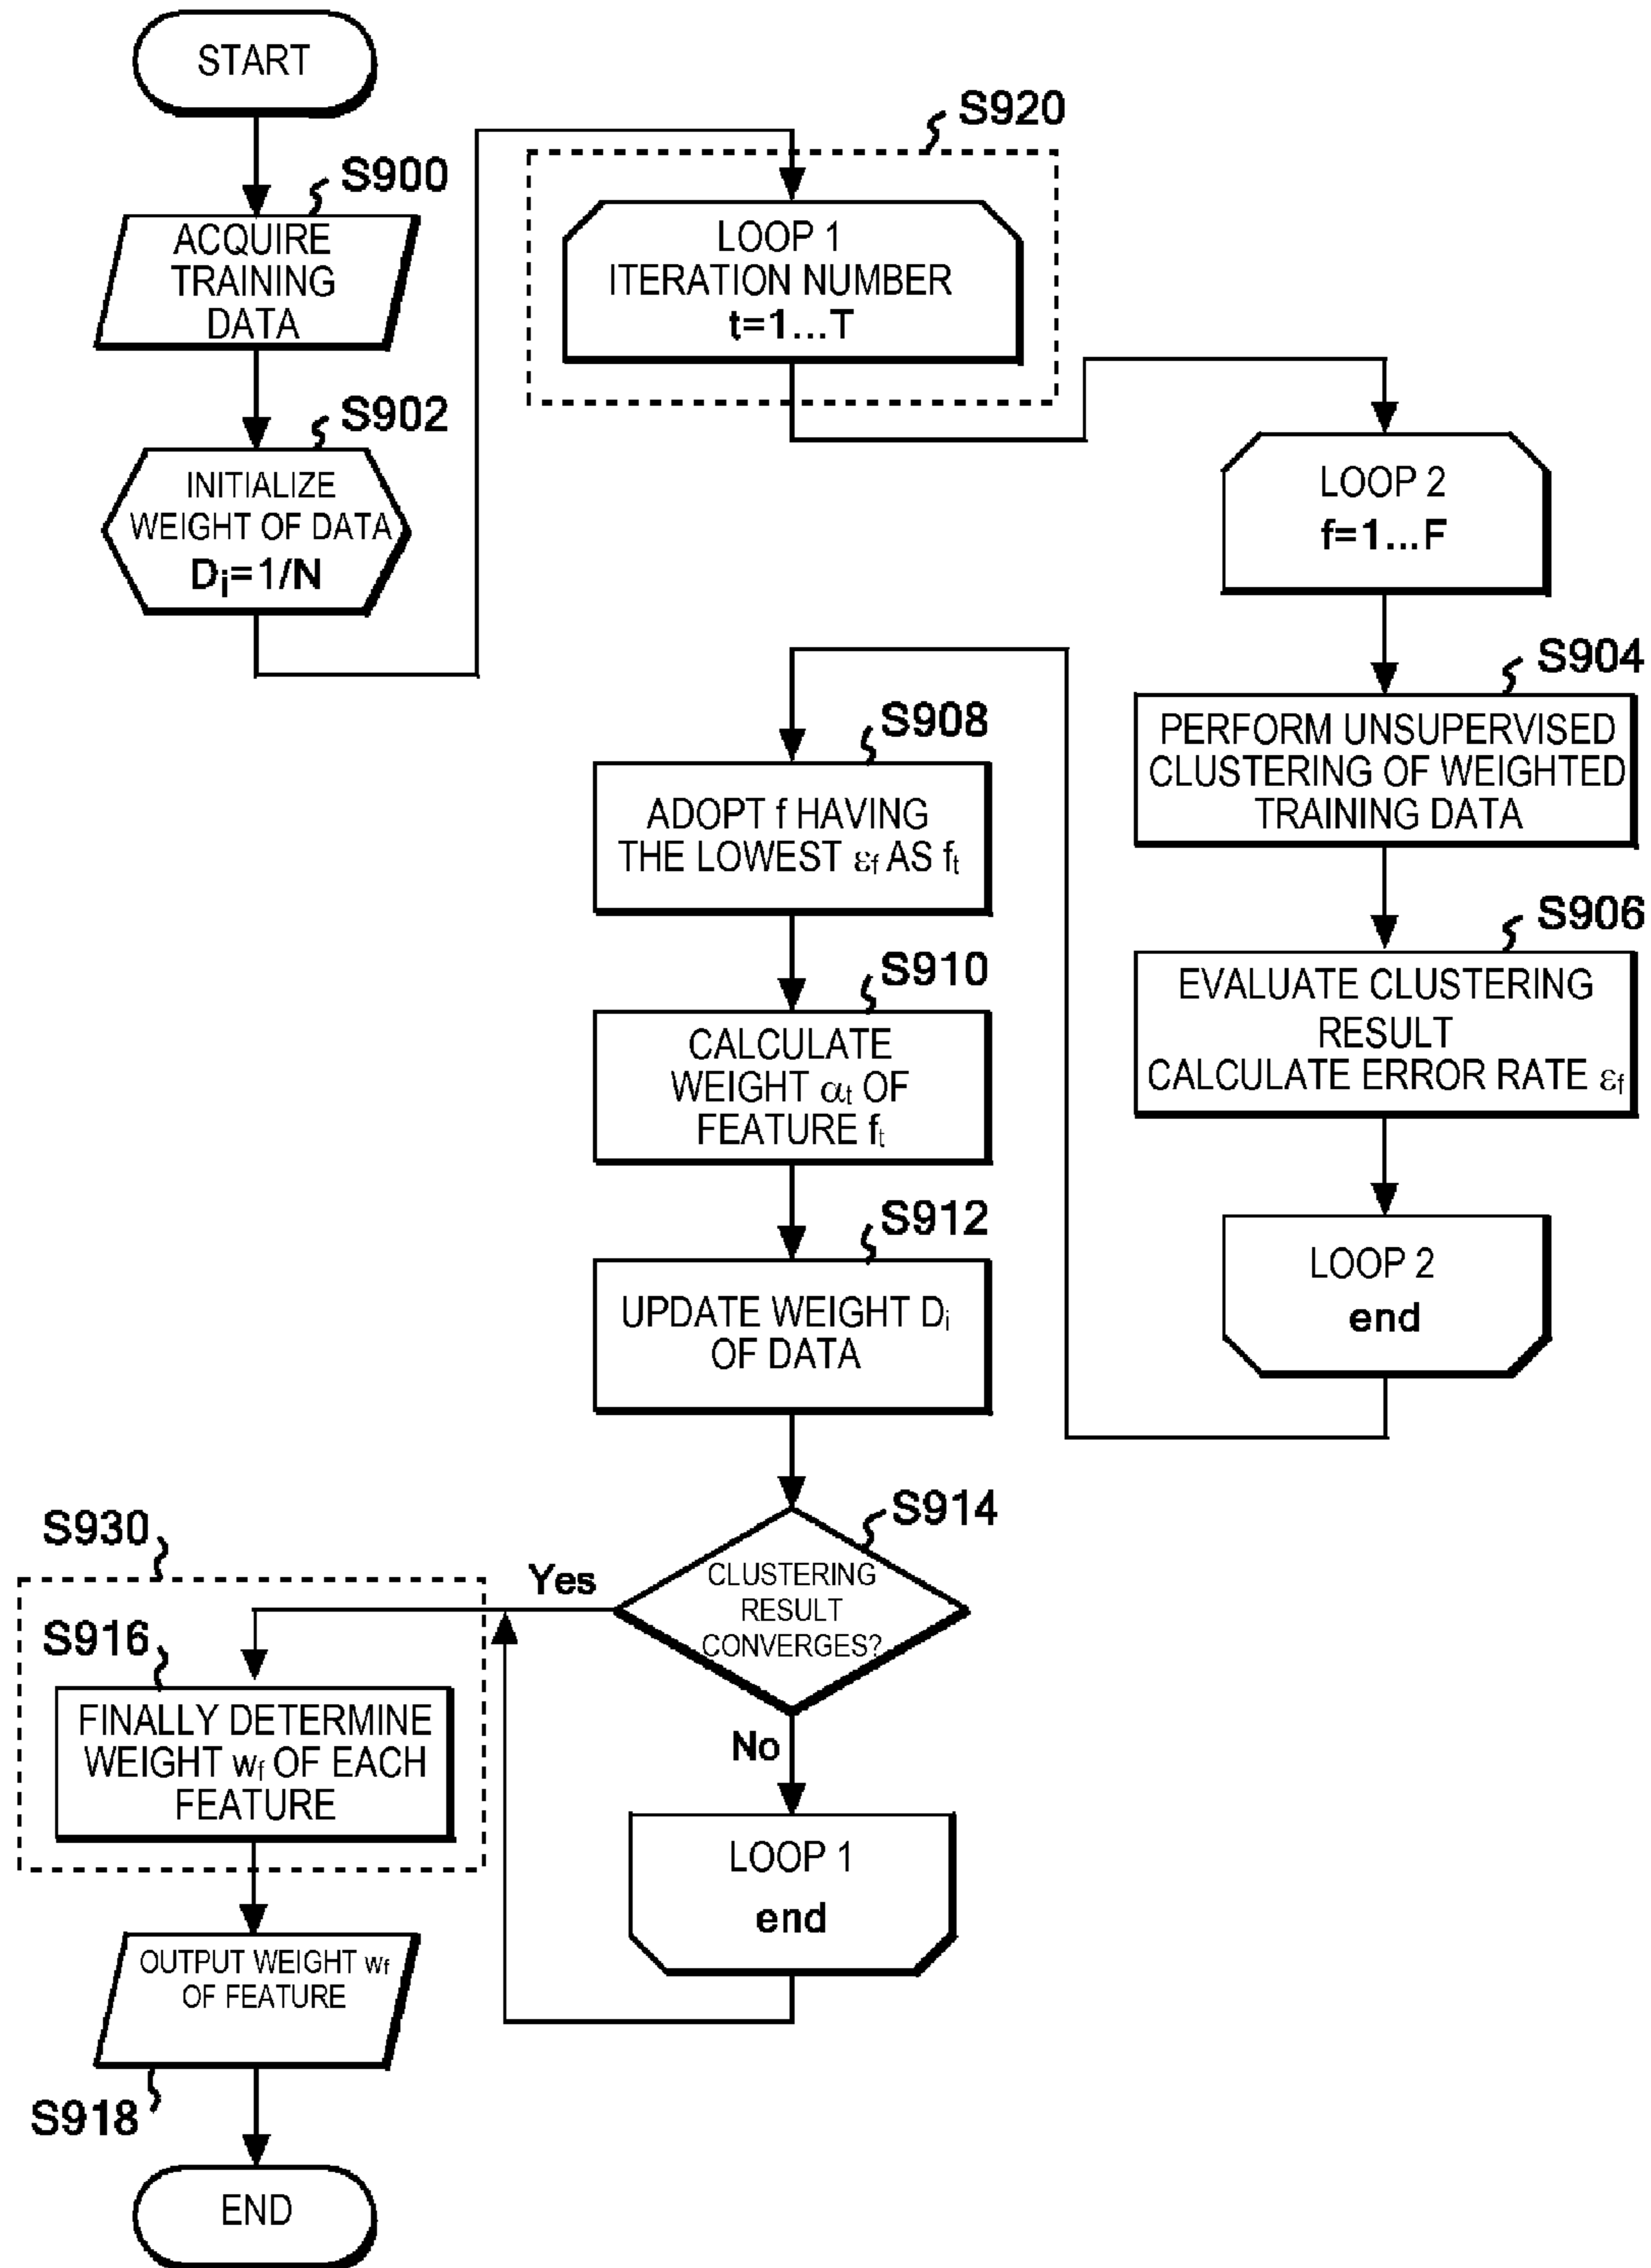 START
S900
ACQUIRE
TRAINING
DATA
S902
INITIALIZE
WEIGHT OF DATA
Di=1/N
S920
LOOP 1
ITERATION NUMBER
t=1...T
LOOP 2
f=1...F
S904
PERFORM UNSUPERVISED
CLUSTERING OF WEIGHTED
TRAINING DATA
S906
EVALUATE CLUSTERING
RESULT
CALCULATE ERROR RATE εf
LOOP 2
end
S908
ADOPT f HAVING
THE LOWEST εf AS ft
S910
CALCULATE
WEIGHT αt OF
FEATURE ft
S912
UPDATE WEIGHT Di
OF DATA
S914
CLUSTERING
RESULT
CONVERGES?
Yes
No
LOOP 1
end
S930
S916
FINALLY DETERMINE
WEIGHT wf OF EACH
FEATURE
OUTPUT WEIGHT wf
OF FEATURE
S918
END